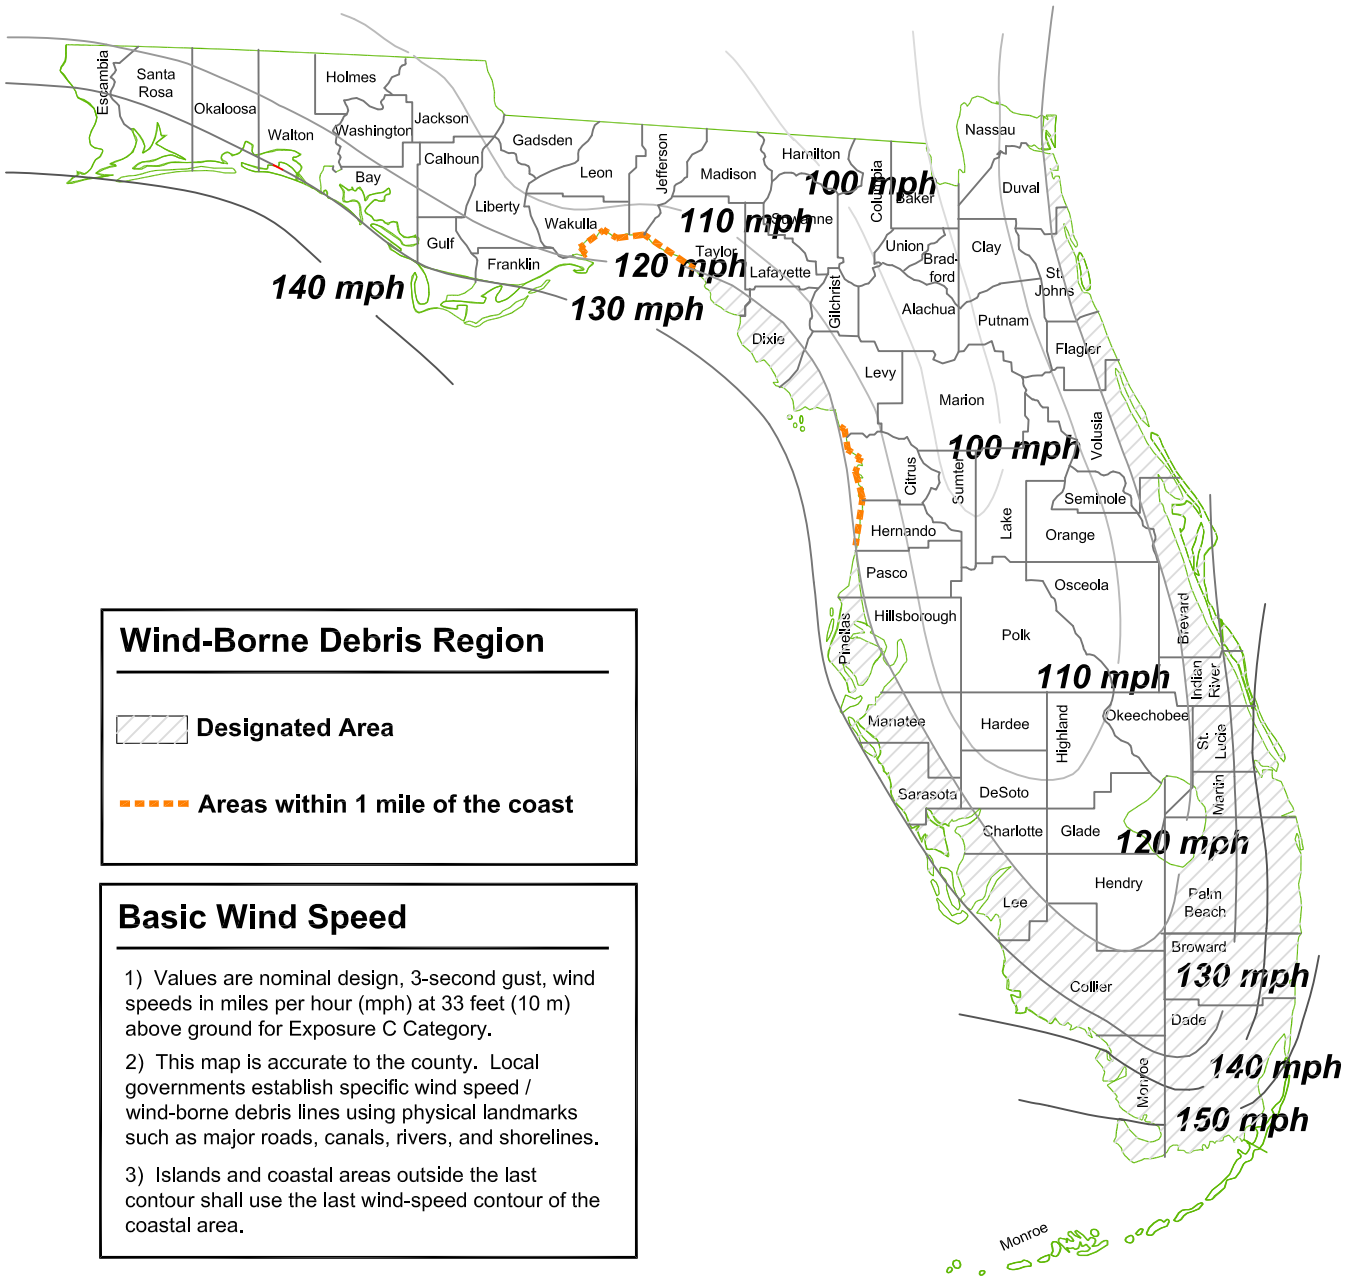 Escambia
Santa
Rosa
Okaloosa
Walton
Holmes
Washington
Jackson
Bay
Calhoun
Gulf
Liberty
Franklin
Gadsden
Leon
Wakulla
Jefferson
Madison
Taylor
Hamilton
Suwanne
Lafayette
Columbia
Baker
Nassau
Duval
Union
Brad-
ford
Clay
St.
Johns
Gilchrist
Alachua
Putnam
Dixie
Levy
Marion
Flagler
Volusia
Citrus
Sumter
Lake
Seminole
Orange
Hernando
Pasco
Osceola
Brevard
Pinellas
Hillsborough
Polk
Indian
River
Manatee
Hardee
Highland
Okeechobee
St.
Lucie
Sarasota
DeSoto
Martin
Charlotte
Glade
Hendry
Lee
Palm
Beach
Broward
Collier
Dade
Monroe
Monroe
100 mph
110 mph
120 mph
130 mph
140 mph
100 mph
110 mph
120 mph
130 mph
140 mph
150 mph
Wind-Borne Debris Region
Designated Area
Areas within 1 mile of the coast
Basic Wind Speed
1) Values are nominal design, 3-second gust, wind
speeds in miles per hour (mph) at 33 feet (10 m)
above ground for Exposure C Category.
2) This map is accurate to the county. Local
governments establish specific wind speed /
wind-borne debris lines using physical landmarks
such as major roads, canals, rivers, and shorelines.
3) Islands and coastal areas outside the last
contour shall use the last wind-speed contour of the
coastal area.